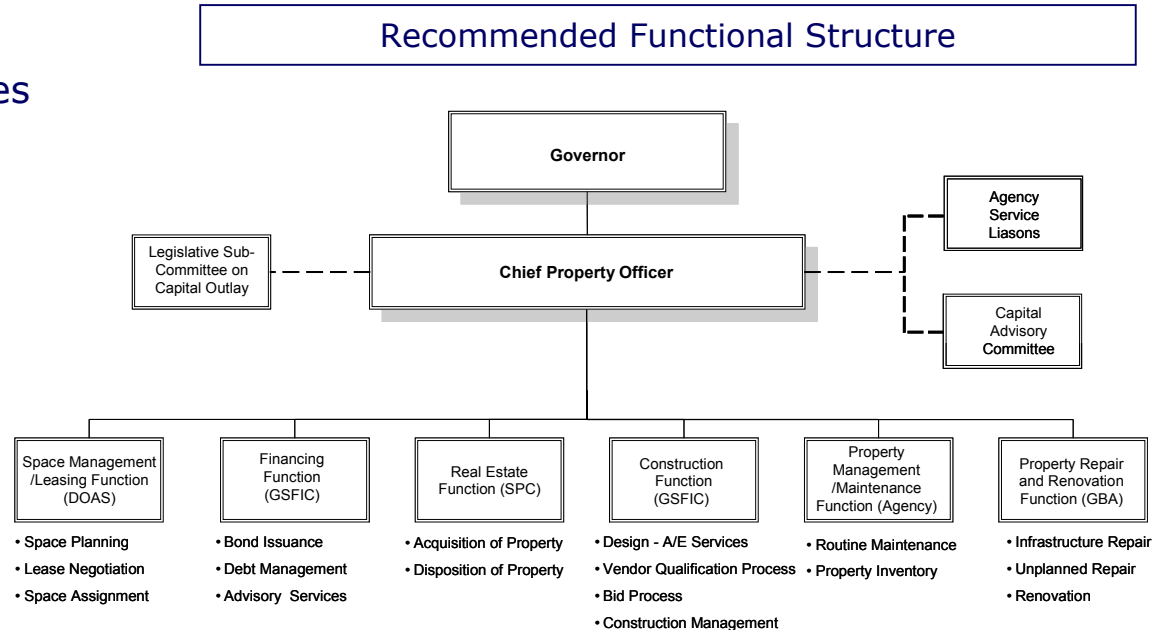 Recommended Functional Structure
es
Governor
Agency
Service
Liasons
Legislative Sub-
Committee on
Capital Outlay
Chief Property Officer
Capital
Advisory
Committee
Space Management
/Leasing Function
(DOAS)
Financing
Function
(GSFIC)
Real Estate
Function (SPC)
Construction
Function
(GSFIC)
Property
Management
/Maintenance
Function (Agency)
Property Repair
and Renovation
Function (GBA)
• Space Planning
• Lease Negotiation
• Space Assignment
• Bond Issuance
• Debt Management
• Advisory Services
• Acquisition of Property
• Disposition of Property
• Design - A/E Services
• Vendor Qualification Process
• Bid Process
• Construction Management
• Routine Maintenance
• Property Inventory
• Infrastructure Repair
• Unplanned Repair
• Renovation